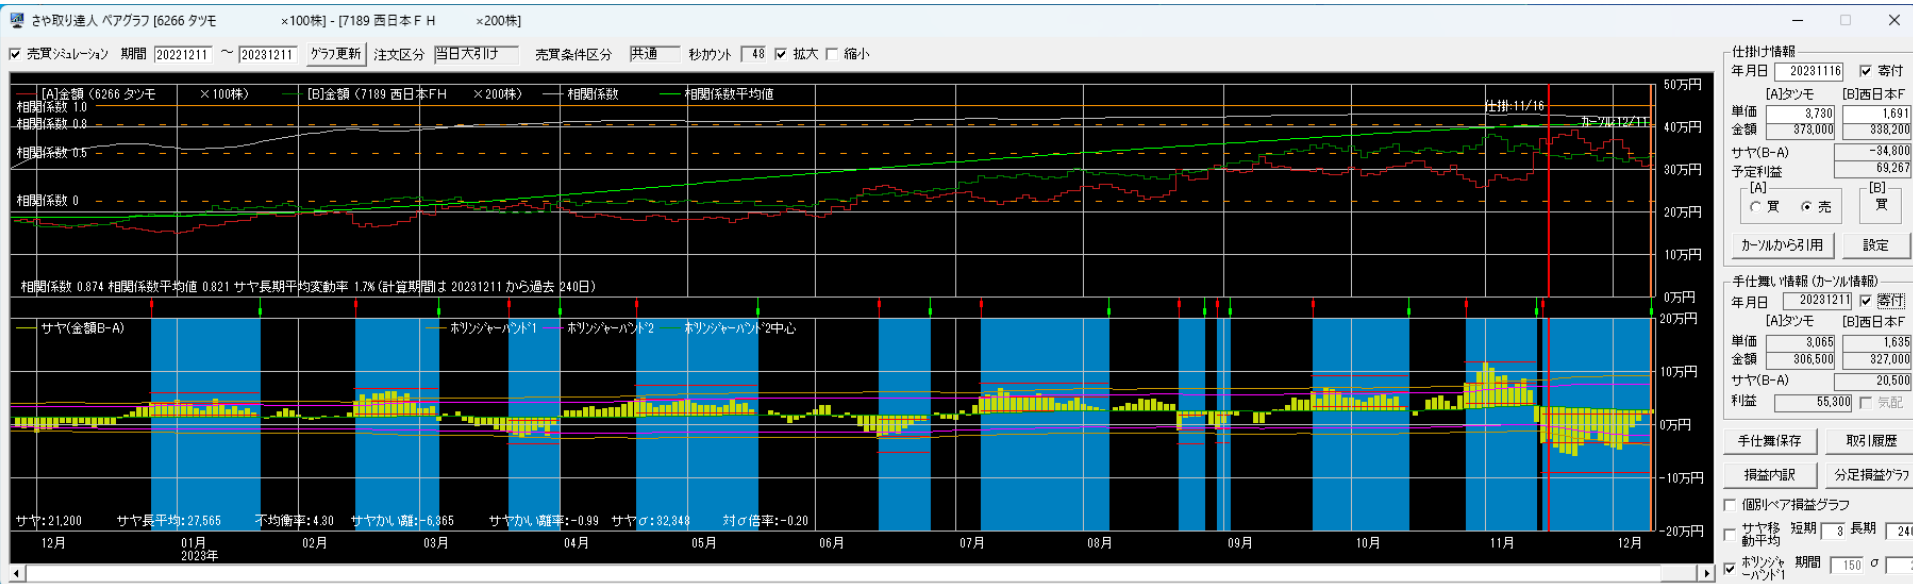 さや取り達人 ペアグラフ [6266 タツモ ×100株] - [7189 西日本ＦＨ ×200株]
売買シミュレーション 期間 20221211 ～ 20231211 グラフ更新 注文区分 当日大引け 売買条件区分 共通 秒カウント 48 拡大 縮小
[A]金額 (6266 タツモ ×100株) [B]金額 (7189 西日本FH ×200株) 相関係数 相関係数平均値
相関係数 1.0
相関係数 0.8
相関係数 0.5
相関係数 0
仕掛:11/16
カーソル:12/11
50万円
40万円
30万円
20万円
10万円
0万円
相関係数 0.874 相関係数平均値 0.821 サヤ長期平均変動率 1.7% (計算期間は 20231211 から過去 240日)
サヤ(金額B-A) ボリンジャーバンド1 ボリンジャーバンド2 ボリンジャーバンド2中心
20万円
10万円
0万円
-10万円
-20万円
サヤ:21,200 サヤ長平均:27,565 不均衡率:4.30 サヤかい離:-6,365 サヤかい離率:-0.99 サヤσ:32,348 対σ倍率:-0.20
12月 01月 02月 03月 04月 05月 06月 07月 08月 09月 10月 11月 12月
2023年
仕掛け情報
年月日 20231116 寄付
[A]タツモ [B]西日本F
単価 3,730 1,691
金額 373,000 338,200
サヤ(B-A) -34,800
予定利益 69,267
[A] [B]
買 売 買
カーソルから引用 設定
手仕舞い情報 (カーソル情報)
年月日 20231211 寄付
[A]タツモ [B]西日本F
単価 3,065 1,635
金額 306,500 327,000
サヤ(B-A) 20,500
利益 55,300 気配
手仕舞保存 取引履歴
損益内訳 分足損益グラフ
個別ペア損益グラフ
サヤ移動平均 短期 3 長期 240
ボリンジャーバンド1 期間 150 σ